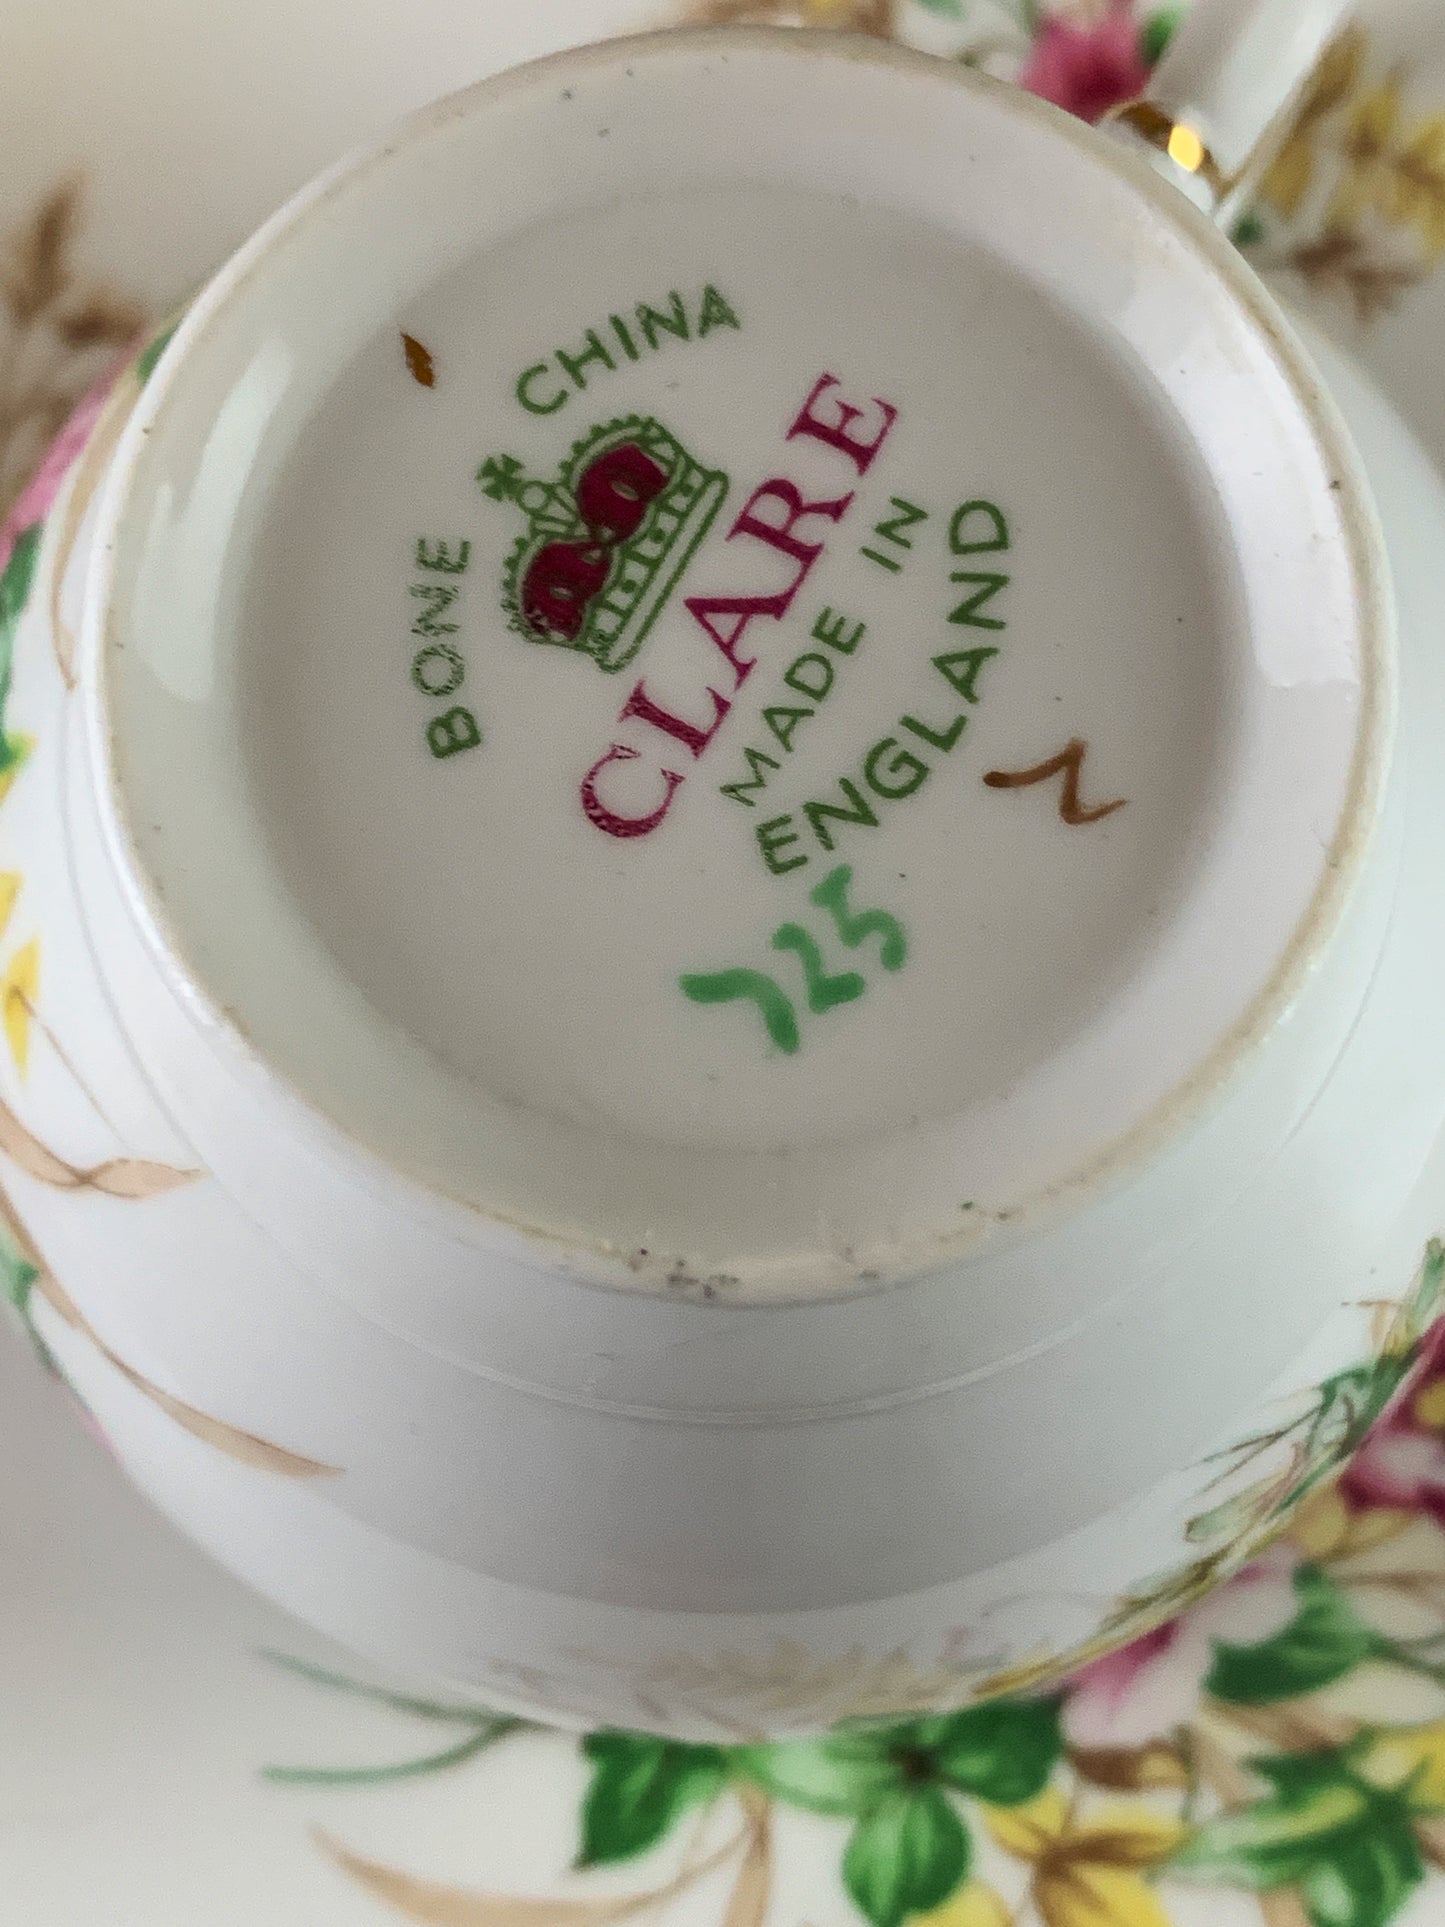 BONE CHINA
CLARE
MADE IN
ENGLAND
725
N